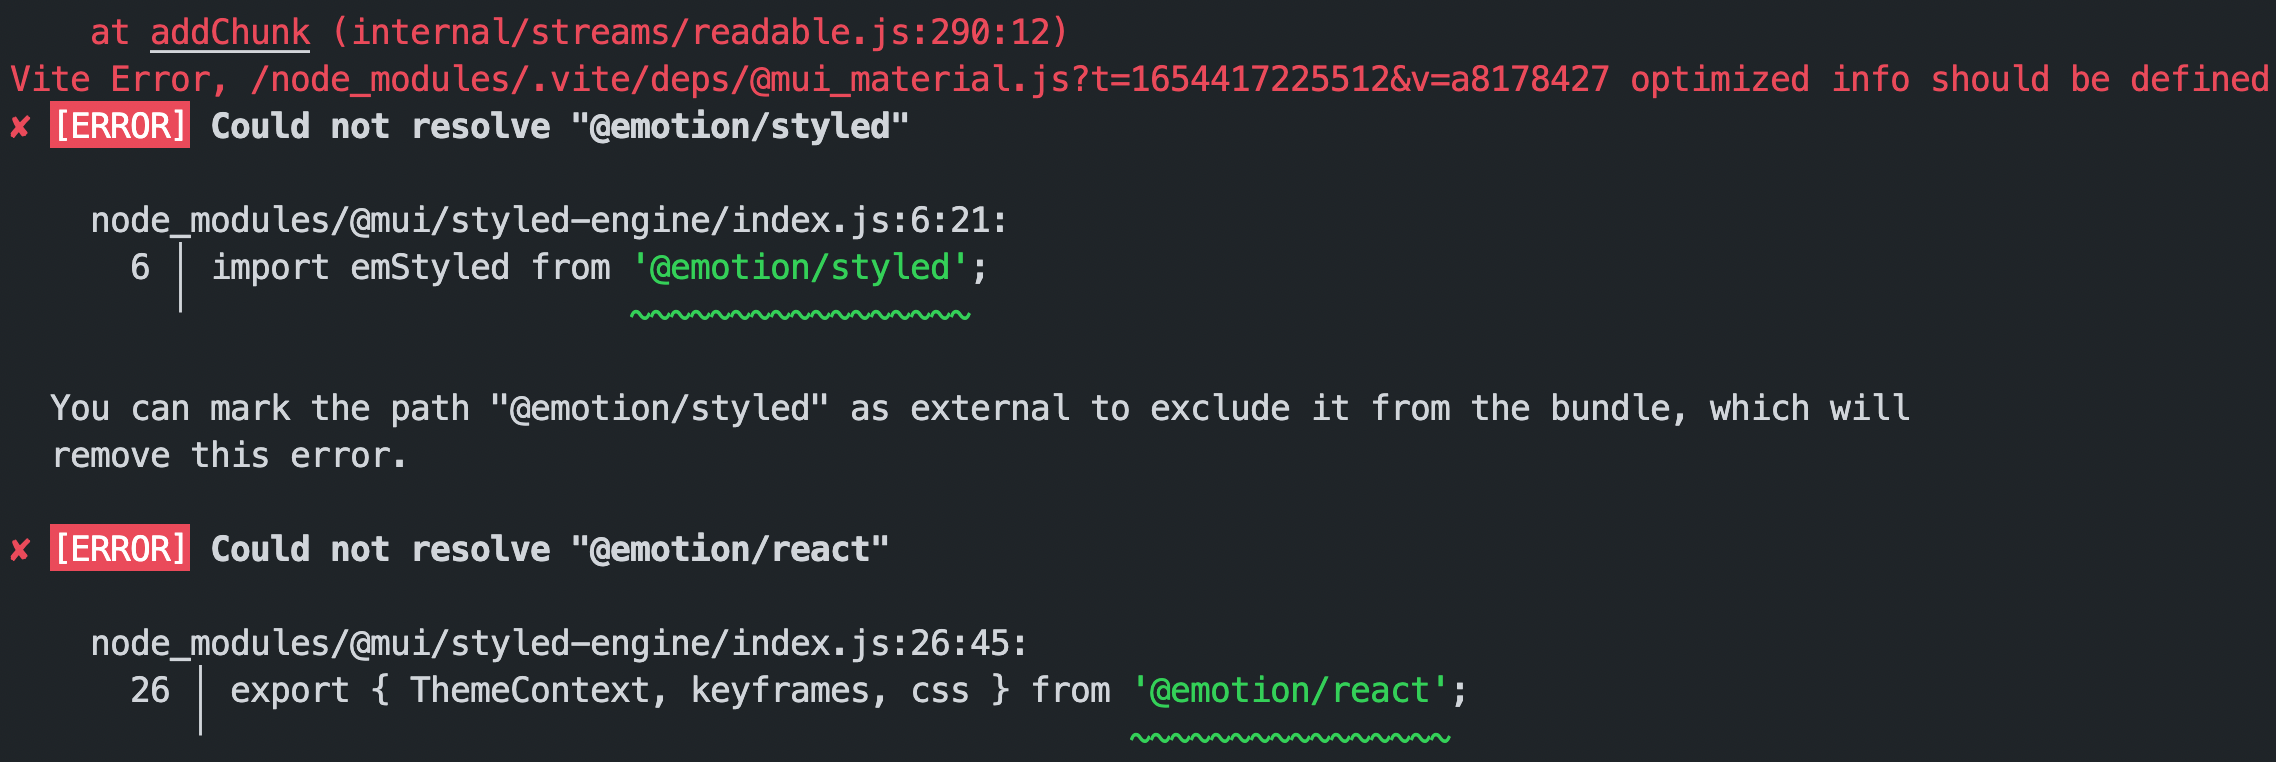 at addChunk (internal/streams/readable.js:290:12)
Vite Error, /node_modules/.vite/deps/@mui_material.js?t=1654417225512&v=a8178427 optimized info should be defined
✘ [ERROR] Could not resolve "@emotion/styled"
node_modules/@mui/styled-engine/index.js:6:21:
6 │ import emStyled from '@emotion/styled';
You can mark the path "@emotion/styled" as external to exclude it from the bundle, which will
remove this error.
✘ [ERROR] Could not resolve "@emotion/react"
node_modules/@mui/styled-engine/index.js:26:45:
26 │ export { ThemeContext, keyframes, css } from '@emotion/react';